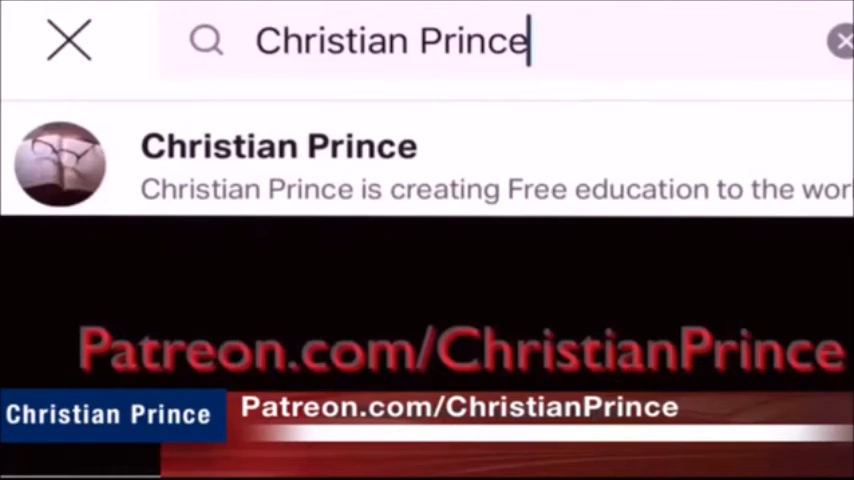 Christian Prince
Christian Prince
Christian Prince is creating Free education to the wor
Patreon.com/ChristianPrince
Christian Prince
Patreon.com/ChristianPrince